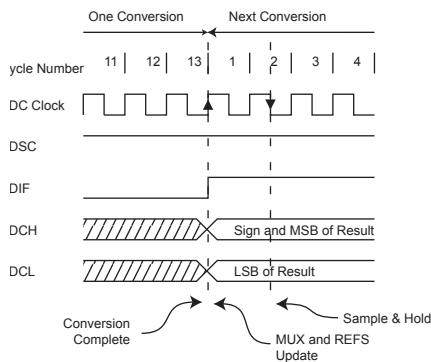 One Conversion Next Conversion
ycle Number 11 12 13 1 2 3 4
DC Clock
DSC
DIF
DCH Sign and MSB of Result
DCL LSB of Result
Conversion
Complete
MUX and REFS
Update
Sample & Hold